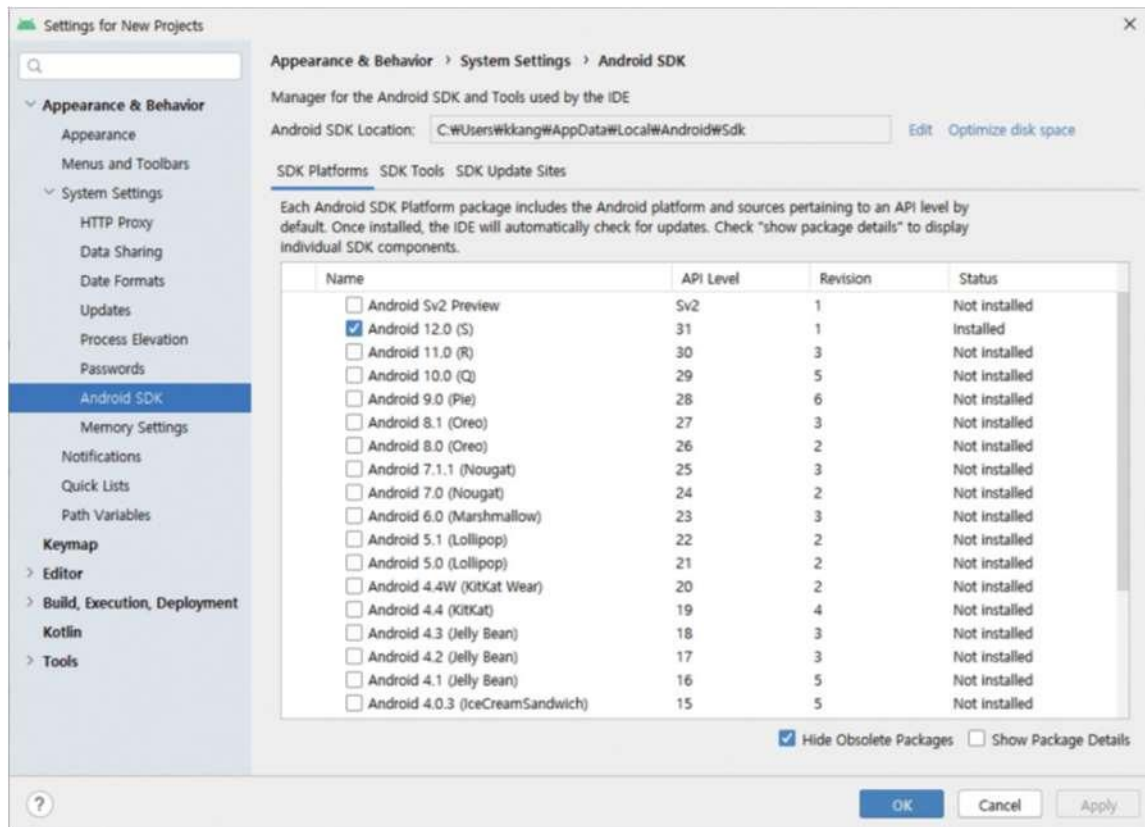 Settings for New Projects
Appearance & Behavior
Appearance
Menus and Toolbars
System Settings
HTTP Proxy
Data Sharing
Date Formats
Updates
Process Elevation
Passwords
Android SDK
Memory Settings
Notifications
Quick Lists
Path Variables
Keymap
Editor
Build, Execution, Deployment
Kotlin
Tools
Appearance & Behavior › System Settings › Android SDK
Manager for the Android SDK and Tools used by the IDE
Android SDK Location: C:₩Users₩kkang₩AppData₩Local₩Android₩Sdk Edit Optimize disk space
SDK Platforms SDK Tools SDK Update Sites
Each Android SDK Platform package includes the Android platform and sources pertaining to an API level by
default. Once installed, the IDE will automatically check for updates. Check "show package details" to display
individual SDK components.
Name API Level Revision Status
Android Sv2 Preview Sv2 1 Not installed
Android 12.0 (S) 31 1 Installed
Android 11.0 (R) 30 3 Not installed
Android 10.0 (Q) 29 5 Not installed
Android 9.0 (Pie) 28 6 Not installed
Android 8.1 (Oreo) 27 3 Not installed
Android 8.0 (Oreo) 26 2 Not installed
Android 7.1.1 (Nougat) 25 3 Not installed
Android 7.0 (Nougat) 24 2 Not installed
Android 6.0 (Marshmallow) 23 3 Not installed
Android 5.1 (Lollipop) 22 2 Not installed
Android 5.0 (Lollipop) 21 2 Not installed
Android 4.4W (KitKat Wear) 20 2 Not installed
Android 4.4 (KitKat) 19 4 Not installed
Android 4.3 (Jelly Bean) 18 3 Not installed
Android 4.2 (Jelly Bean) 17 3 Not installed
Android 4.1 (Jelly Bean) 16 5 Not installed
Android 4.0.3 (IceCreamSandwich) 15 5 Not installed
Hide Obsolete Packages Show Package Details
? OK Cancel Apply